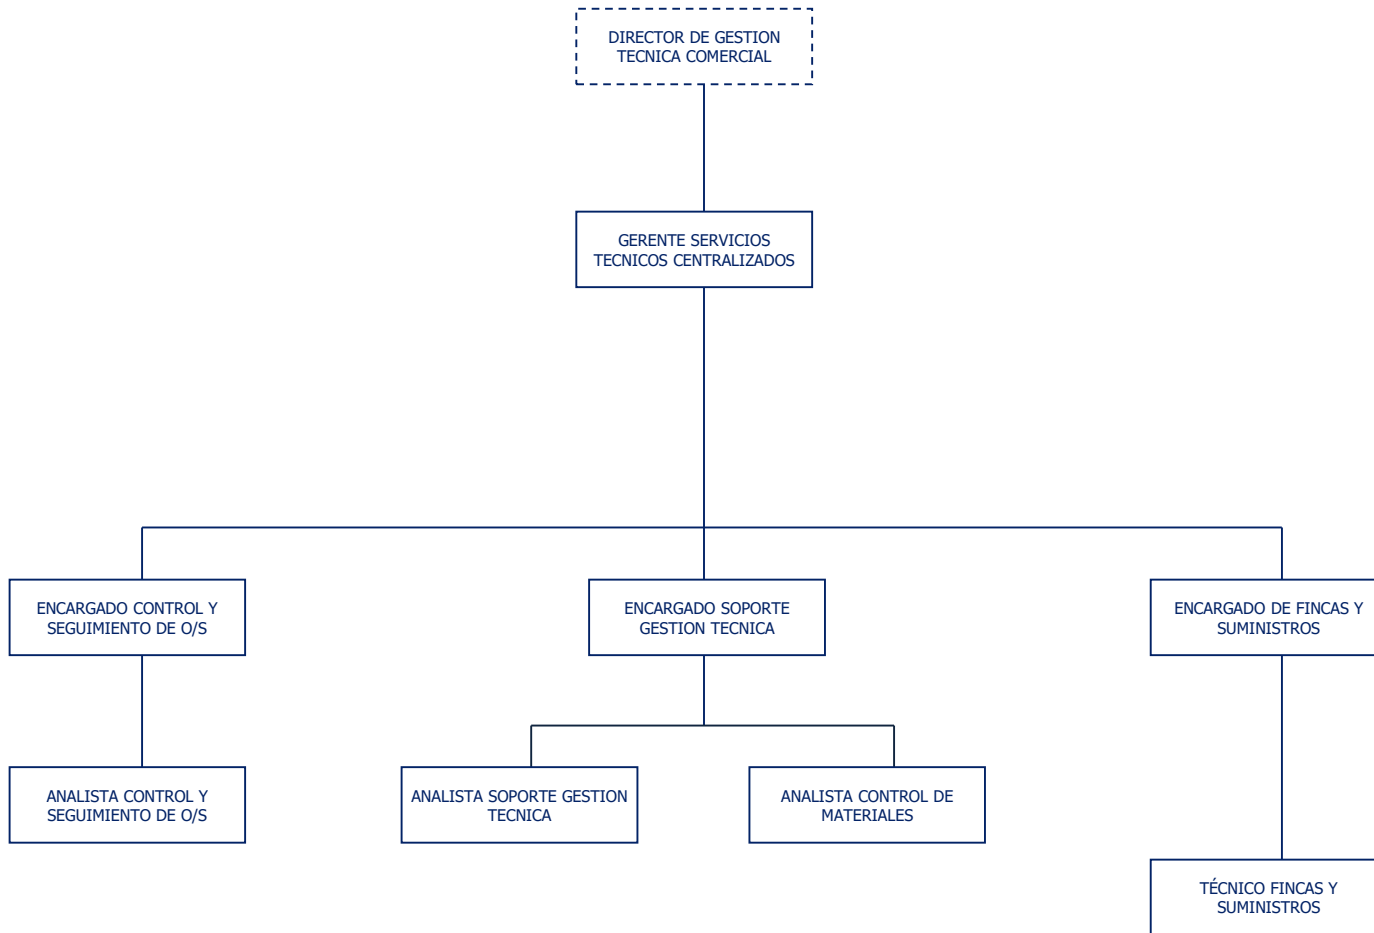 DIRECTOR DE GESTION
TECNICA COMERCIAL
GERENTE SERVICIOS
TECNICOS CENTRALIZADOS
ENCARGADO CONTROL Y
SEGUIMIENTO DE O/S
ENCARGADO SOPORTE
GESTION TECNICA
ENCARGADO DE FINCAS Y
SUMINISTROS
ANALISTA CONTROL Y
SEGUIMIENTO DE O/S
ANALISTA SOPORTE GESTION
TECNICA
ANALISTA CONTROL DE
MATERIALES
TÉCNICO FINCAS Y
SUMINISTROS